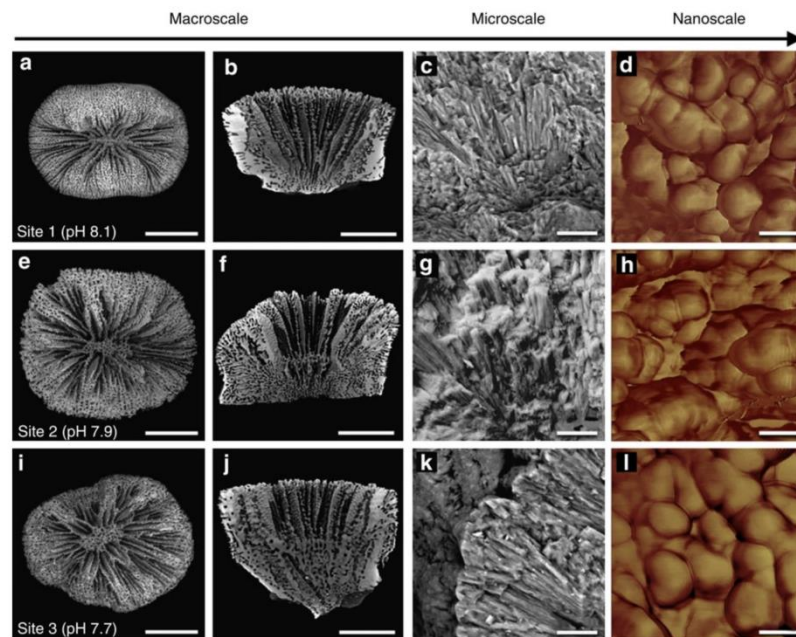 Macroscale Microscale Nanoscale
a b c d
Site 1 (pH 8.1)
e f g h
Site 2 (pH 7.9)
i j k l
Site 3 (pH 7.7)